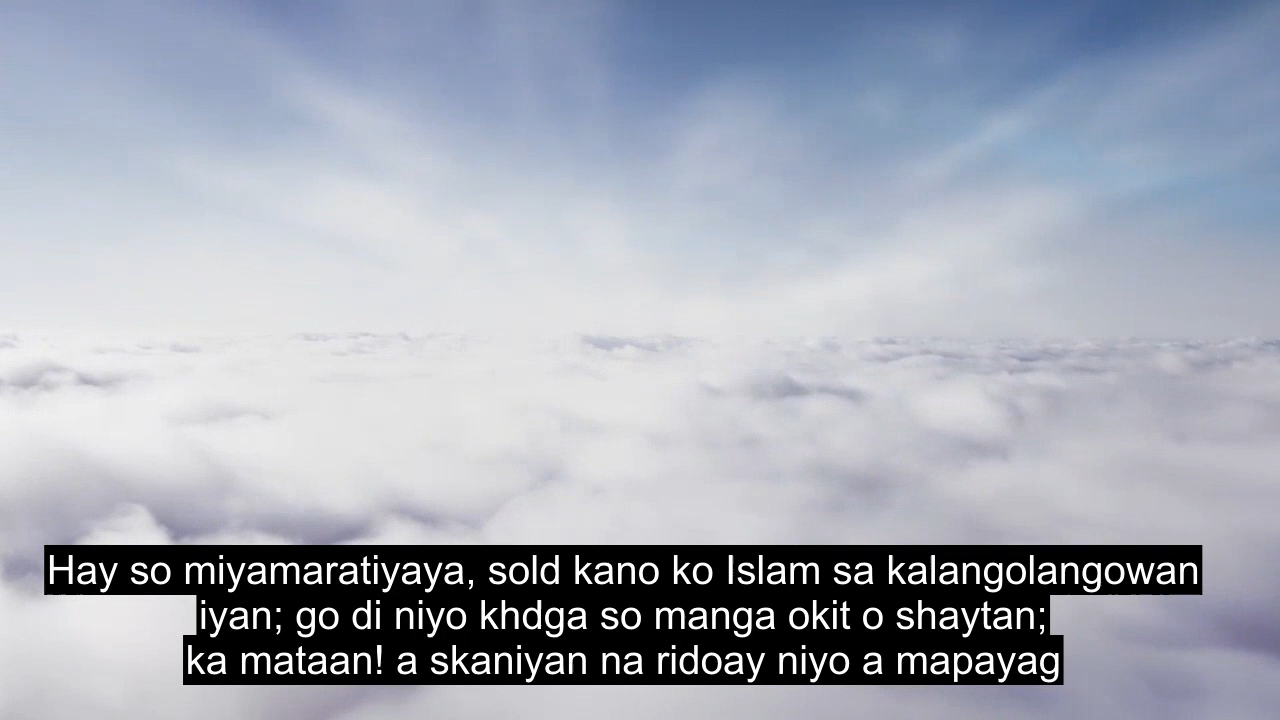 Hay so miyamaratiyaya, sold kano ko Islam sa kalangolangowan
iyan; go di niyo khdga so manga okit o shaytan;
ka mataan! a skaniyan na ridoay niyo a mapayag